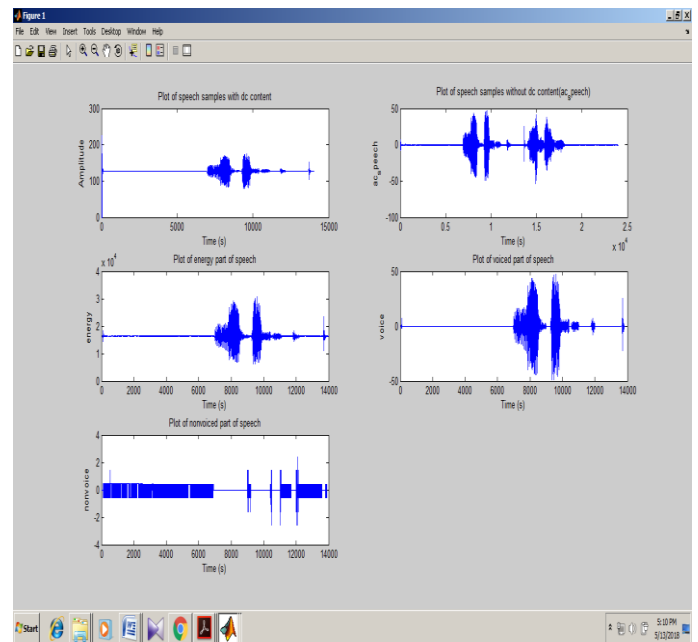 Figure 1
File Edit View Insert Tools Desktop Window Help
Plot of speech samples with dc content
300
200
100
0
Amplitude
0 5000 10000 15000
Time (s)
Plot of speech samples without dc content(ac_speech)
50
0
-50
-100
ac_speech
0 0.5 1 1.5 2 2.5
x 10^4
Time (s)
Plot of energy part of speech
x 10^4
4
3
2
1
0
energy
0 2000 4000 6000 8000 10000 12000 14000
Time (s)
Plot of voiced part of speech
50
0
-50
voice
0 2000 4000 6000 8000 10000 12000 14000
Time (s)
Plot of nonvoiced part of speech
4
2
0
-2
-4
nonvoice
0 2000 4000 6000 8000 10000 12000 14000
Time (s)
Start
5:10 PM